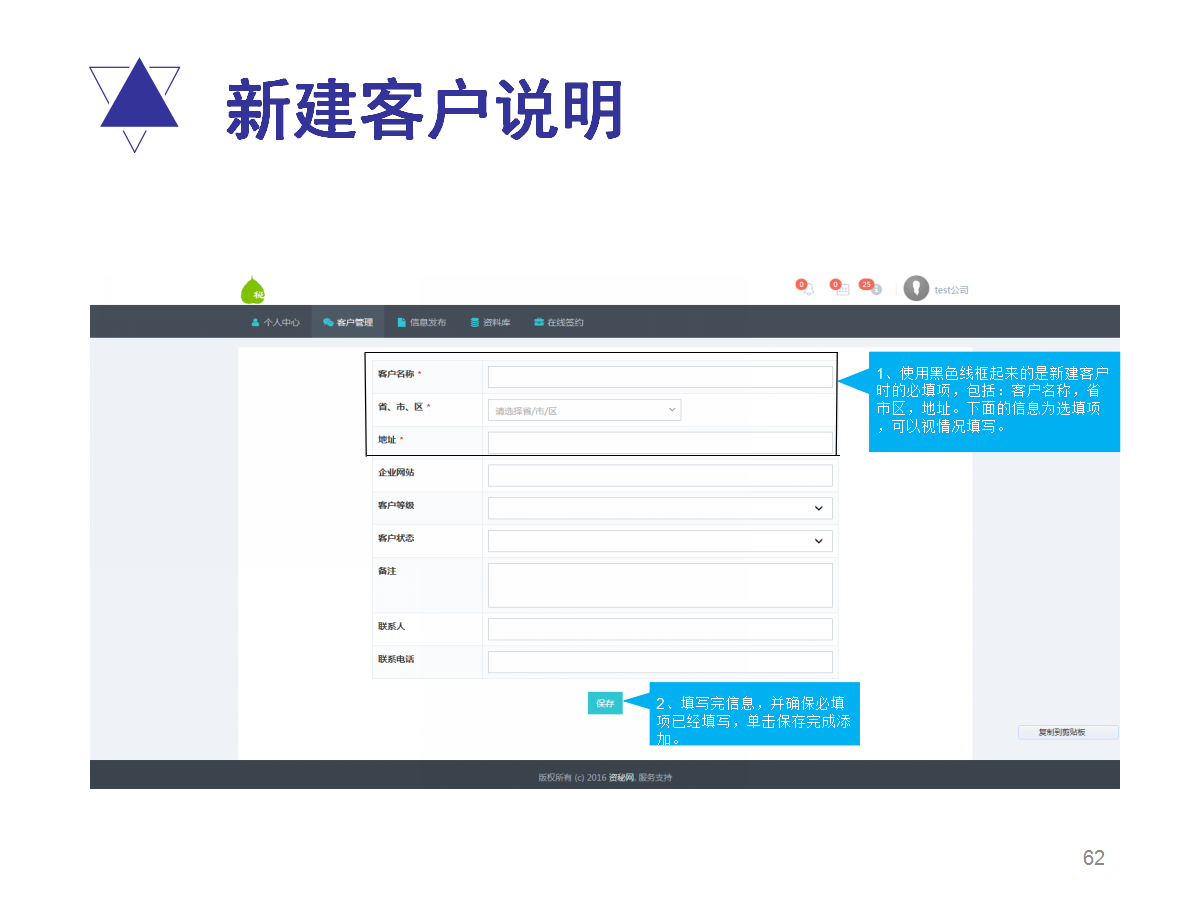 新建客户说明
秘
0
0
25
test公司
个人中心
客户管理
信息发布
资料库
在线签约
客户名称 *
省、市、区 *
请选择省/市/区
地址 *
企业网站
客户等级
客户状态
备注
联系人
联系电话
1、使用黑色线框起来的是新建客户
时的必填项，包括：客户名称，省
市区，地址。下面的信息为选填项
，可以视情况填写。
保存
2、填写完信息，并确保必填
项已经填写，单击保存完成添
加。
复制到剪贴板
版权所有 (c) 2016 资秘网. 服务支持
62